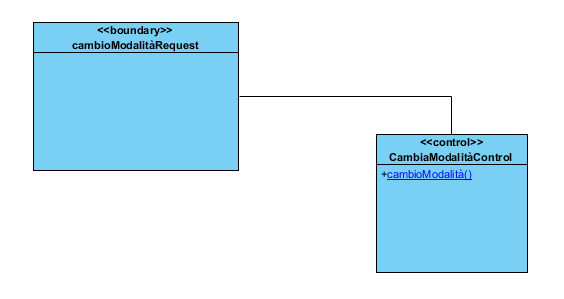 <<boundary>>
cambioModalitàRequest
<<control>>
CambiaModalitàControl
+cambioModalità()